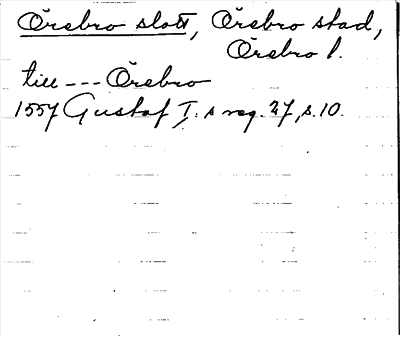 Örebro slott, Örebro stad,
Örebro l.
till --- Örebro
1557 Gustaf I:s reg. 27, s. 10.